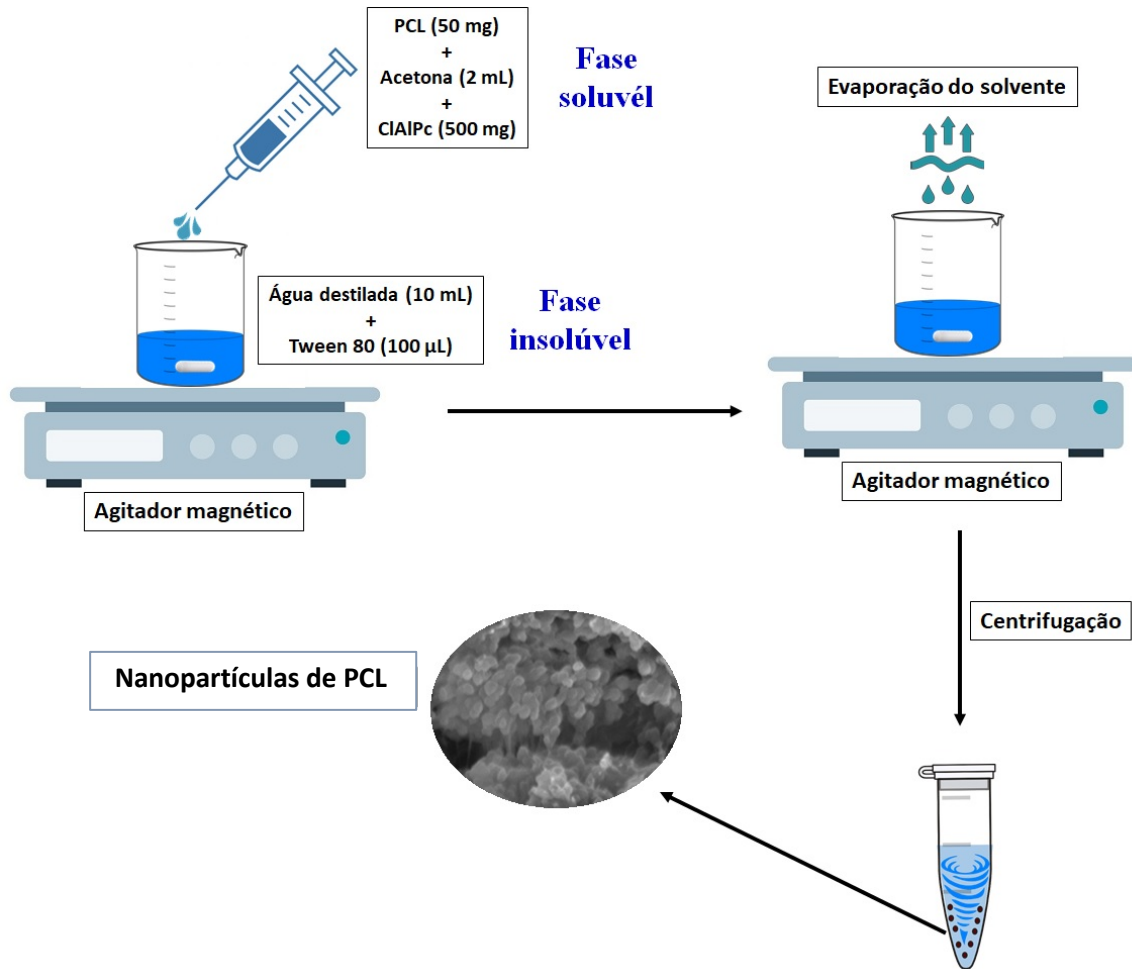 PCL (50 mg)
+
Acetona (2 mL)
+
ClAlPc (500 mg)
Fase
soluvél
Água destilada (10 mL)
+
Tween 80 (100 µL)
Fase
insolúvel
Agitador magnético
Evaporação do solvente
Agitador magnético
Centrifugação
Nanopartículas de PCL